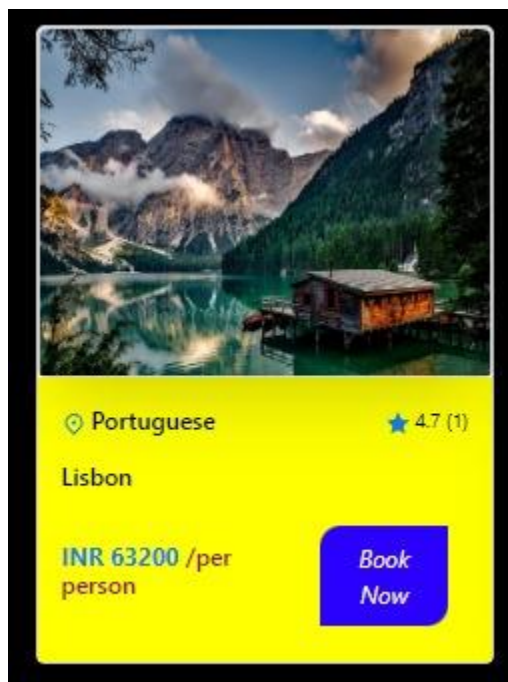 Portuguese 4.7 (1)
Lisbon
INR 63200 /per
person
Book
Now